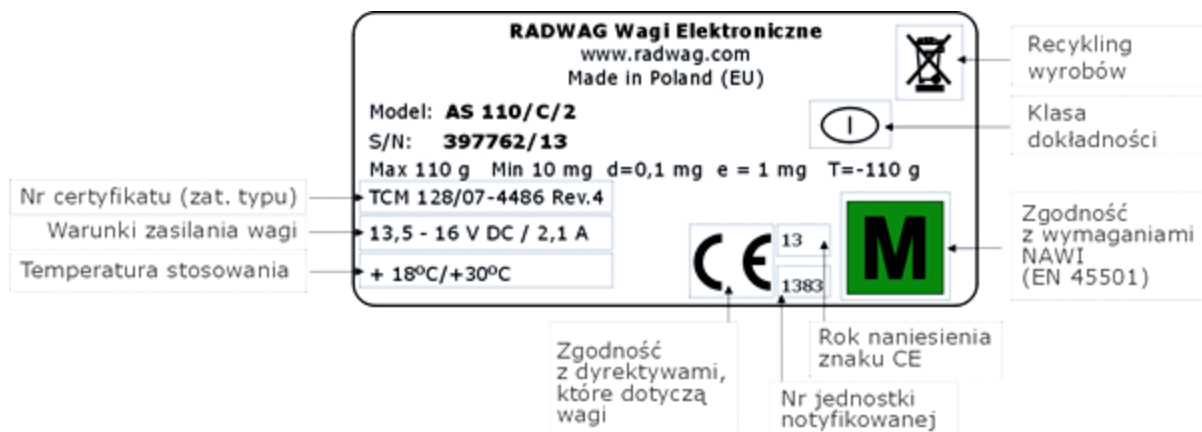 RADWAG Wagi Elektroniczne
www.radwag.com
Made in Poland (EU)
Recykling
wyrobów
Model: AS 110/C/2
S/N: 397762/13
I
Klasa
dokładności
Max 110 g Min 10 mg d=0,1 mg e = 1 mg T=-110 g
Nr certyfikatu (zat. typu)
TCM 128/07-4486 Rev.4
Warunki zasilania wagi
13,5 - 16 V DC / 2,1 A
Temperatura stosowania
+ 18ºC/+30ºC
CE
13
1383
M
Zgodność
z wymaganiami
NAWI
(EN 45501)
Zgodność
z dyrektywami,
które dotyczą
wagi
Rok naniesienia
znaku CE
Nr jednostki
notyfikowanej